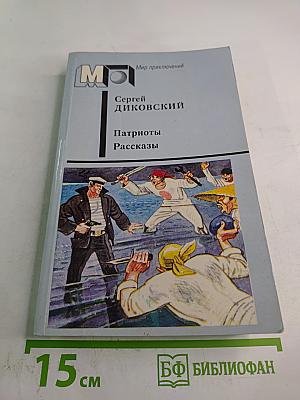 МП
Мир приключений
Сергей
ДИКОВСКИЙ
Патриоты
Рассказы
15 см
БФ БИБЛИОФАН